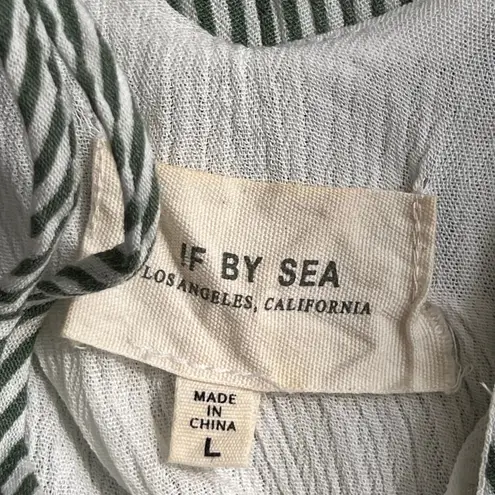 IF BY SEA
LOS ANGELES, CALIFORNIA
MADE
IN
CHINA
L